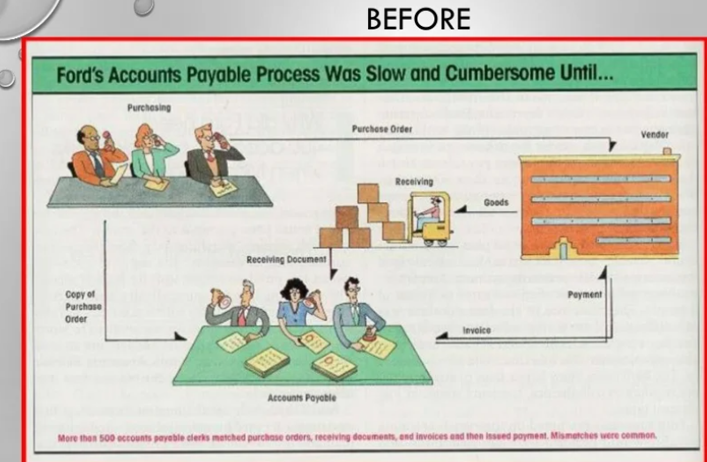 BEFORE
Ford's Accounts Payable Process Was Slow and Cumbersome Until...
Purchasing
Purchase Order
Vendor
Receiving
Goods
Receiving Document
Copy of
Purchase
Order
Payment
Invoice
Accounts Payable
More than 500 accounts payable clerks matched purchase orders, receiving documents, and invoices and then issued payment. Mismatches were common.